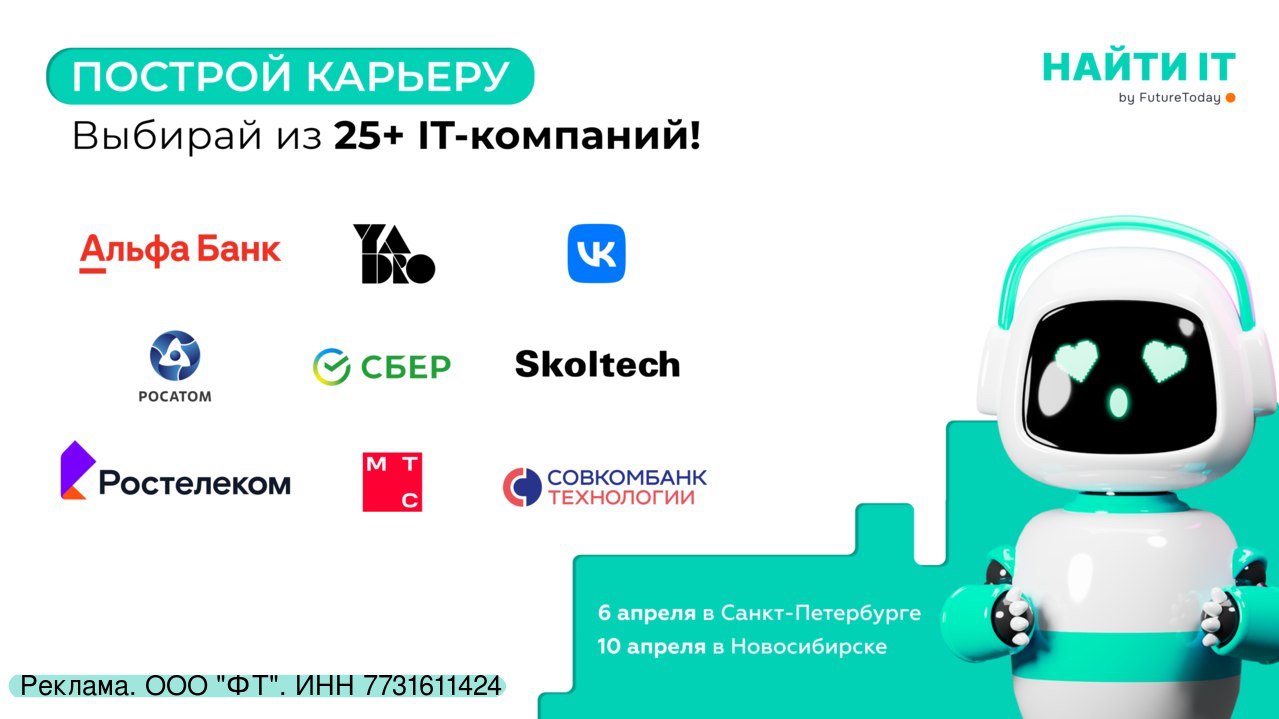 ПОСТРОЙ КАРЬЕРУ
Выбирай из 25+ IT-компаний!
НАЙТИ IT
by FutureToday
Альфа Банк
YADRO
VK
РОСАТОМ
СБЕР
Skoltech
Ростелеком
МТС
СОВКОМБАНК
ТЕХНОЛОГИИ
6 апреля в Санкт-Петербурге
10 апреля в Новосибирске
Реклама. ООО "ФТ". ИНН 7731611424